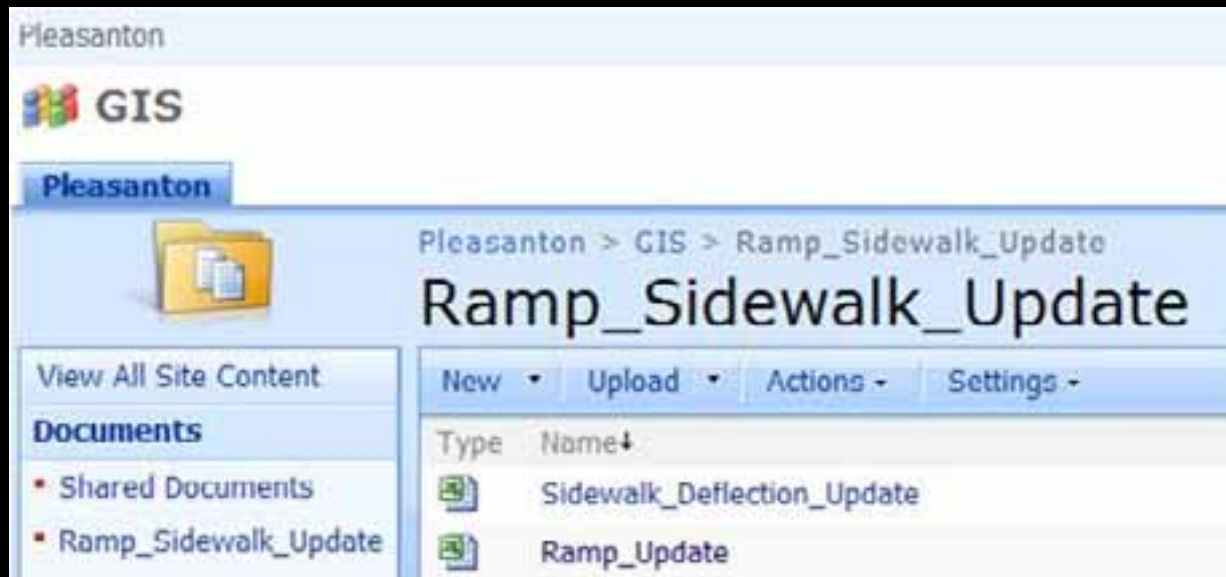 Pleasanton
GIS
Pleasanton
Pleasanton > GIS > Ramp_Sidewalk_Update
Ramp_Sidewalk_Update
View All Site Content
Documents
Shared Documents
Ramp_Sidewalk_Update
New Upload Actions Settings
Type Name
Sidewalk_Deflection_Update
Ramp_Update